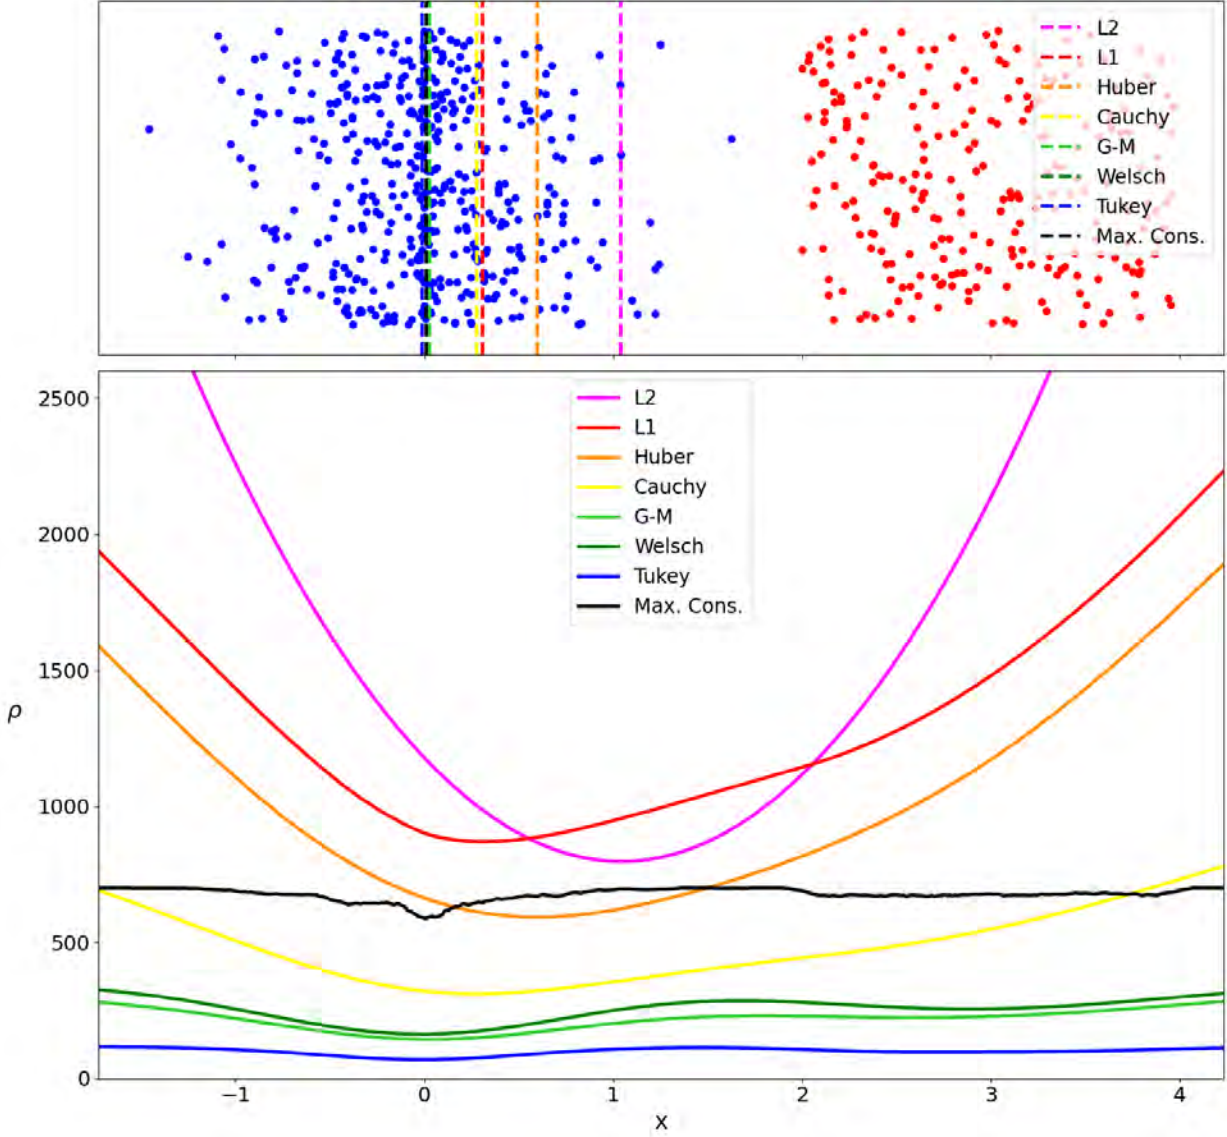 L2
L1
Huber
Cauchy
G-M
Welsch
Tukey
Max. Cons.
2500
2000
1500
1000
500
0
ρ
L2
L1
Huber
Cauchy
G-M
Welsch
Tukey
Max. Cons.
−1 0 1 2 3 4
x